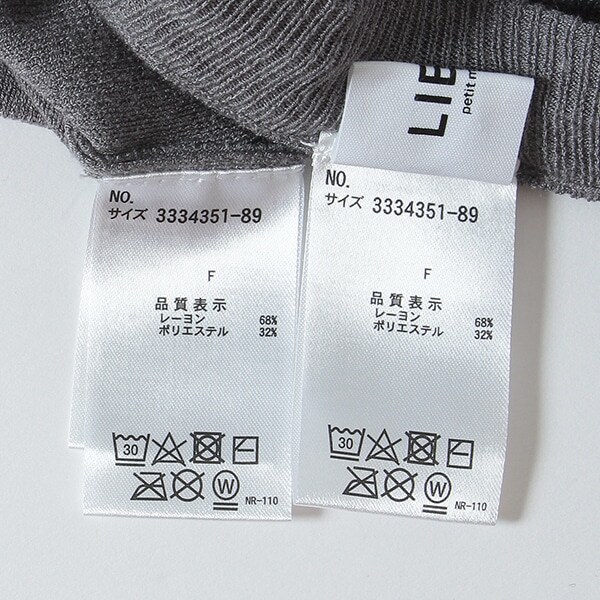 LIB
petit m
NO.
サイズ 3334351-89
F
品質表示
レーヨン 68%
ポリエステル 32%
30
W
NR-110
NO.
サイズ 3334351-89
F
品質表示
レーヨン 68%
ポリエステル 32%
30
W
NR-110